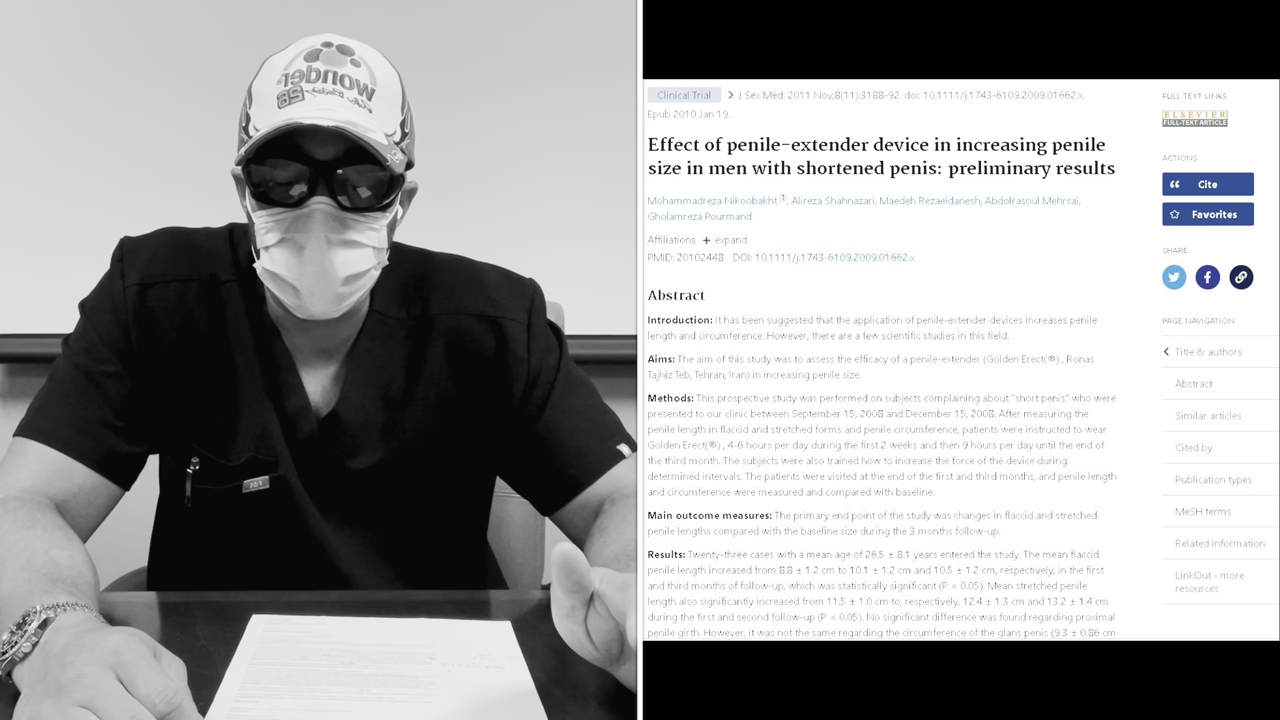 wonder
Clinical Trial > J Sex Med. 2011 Nov;8(11):3188-92. doi: 10.1111/j.1743-6109.2009.01662.x.
Epub 2010 Jan 19.
Effect of penile-extender device in increasing penile
size in men with shortened penis: preliminary results
Mohammadreza Nikoobakht 1, Alireza Shahnazari, Maedeh Rezaeidanesh, Abdolrasoul Mehrsai,
Gholamreza Pourmand
Affiliations + expand
PMID: 20102448 DOI: 10.1111/j.1743-6109.2009.01662.x
Abstract
Introduction: It has been suggested that the application of penile-extender devices increases penile
length and circumference. However, there are a few scientific studies in this field.
Aims: The aim of this study was to assess the efficacy of a penile-extender (Golden Erect(®) , Ronas
Tajhiz Teb, Tehran, Iran) in increasing penile size.
Methods: This prospective study was performed on subjects complaining about "short penis" who were
presented to our clinic between September 15, 2008 and December 15, 2008. After measuring the
penile length in flaccid and stretched forms and penile circumference, patients were instructed to wear
Golden Erect(®) , 4-6 hours per day during the first 2 weeks and then 9 hours per day until the end of
the third month. The subjects were also trained how to increase the force of the device during
determined intervals. The patients were visited at the end of the first and third months, and penile length
and circumference were measured and compared with baseline.
Main outcome measures: The primary end point of the study was changes in flaccid and stretched
penile lengths compared with the baseline size during the 3 months follow-up.
Results: Twenty-three cases with a mean age of 26.5 ± 8.1 years entered the study. The mean flaccid
penile length increased from 8.8 ± 1.2 cm to 10.1 ± 1.2 cm and 10.5 ± 1.2 cm, respectively, in the first
and third months of follow-up, which was statistically significant (P < 0.05). Mean stretched penile
length also significantly increased from 11.5 ± 1.0 cm to, respectively, 12.4 ± 1.3 cm and 13.2 ± 1.4 cm
during the first and second follow-up (P < 0.05). No significant difference was found regarding proximal
penile girth. However, it was not the same regarding the circumference of the glans penis (9.3 ± 0.86 cm
FULL TEXT LINKS
ELSEVIER
FULL-TEXT ARTICLE
ACTIONS
Cite
Favorites
SHARE
PAGE NAVIGATION
Title & authors
Abstract
Similar articles
Cited by
Publication types
MeSH terms
Related information
LinkOut - more
resources